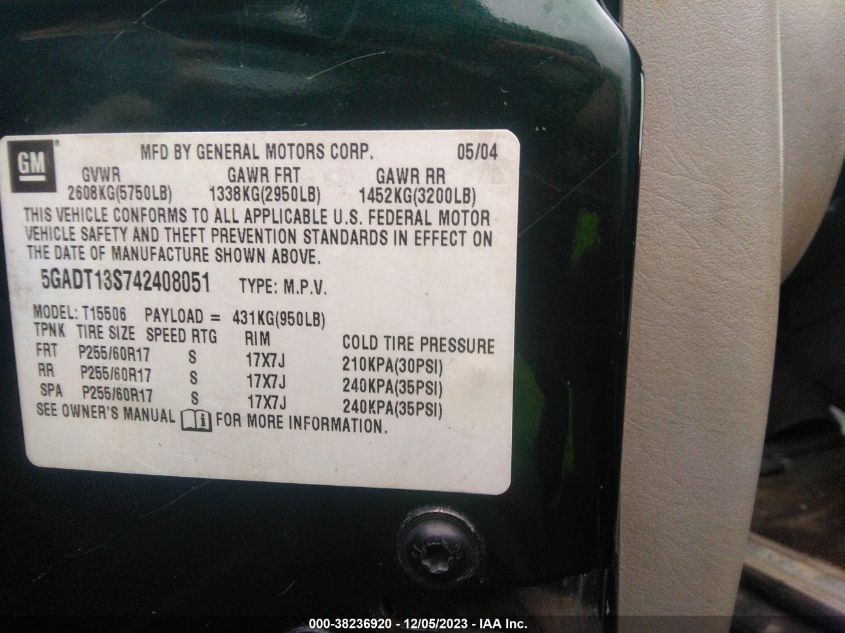 GM
MFD BY GENERAL MOTORS CORP. 05/04
GVWR GAWR FRT GAWR RR
2608KG(5750LB) 1338KG(2950LB) 1452KG(3200LB)
THIS VEHICLE CONFORMS TO ALL APPLICABLE U.S. FEDERAL MOTOR
VEHICLE SAFETY AND THEFT PREVENTION STANDARDS IN EFFECT ON
THE DATE OF MANUFACTURE SHOWN ABOVE.
5GADT13S742408051 TYPE: M.P.V.
MODEL: T15506 PAYLOAD = 431KG(950LB)
TPNK TIRE SIZE SPEED RTG RIM COLD TIRE PRESSURE
FRT P255/60R17 S 17X7J 210KPA(30PSI)
RR P255/60R17 S 17X7J 240KPA(35PSI)
SPA P255/60R17 S 17X7J 240KPA(35PSI)
SEE OWNER'S MANUAL FOR MORE INFORMATION.
000-38236920 - 12/05/2023 - IAA Inc.